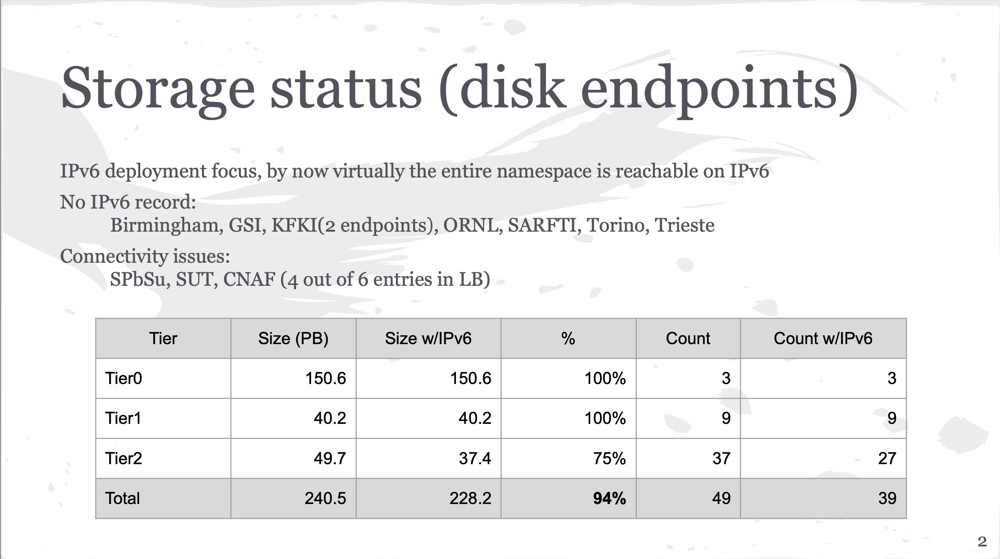 Storage status (disk endpoints)
IPv6 deployment focus, by now virtually the entire namespace is reachable on IPv6
No IPv6 record:
Birmingham, GSI, KFKI(2 endpoints), ORNL, SARFTI, Torino, Trieste
Connectivity issues:
SPbSu, SUT, CNAF (4 out of 6 entries in LB)
Tier Size (PB) Size w/IPv6 % Count Count w/IPv6
Tier0 150.6 150.6 100% 3 3
Tier1 40.2 40.2 100% 9 9
Tier2 49.7 37.4 75% 37 27
Total 240.5 228.2 94% 49 39
2